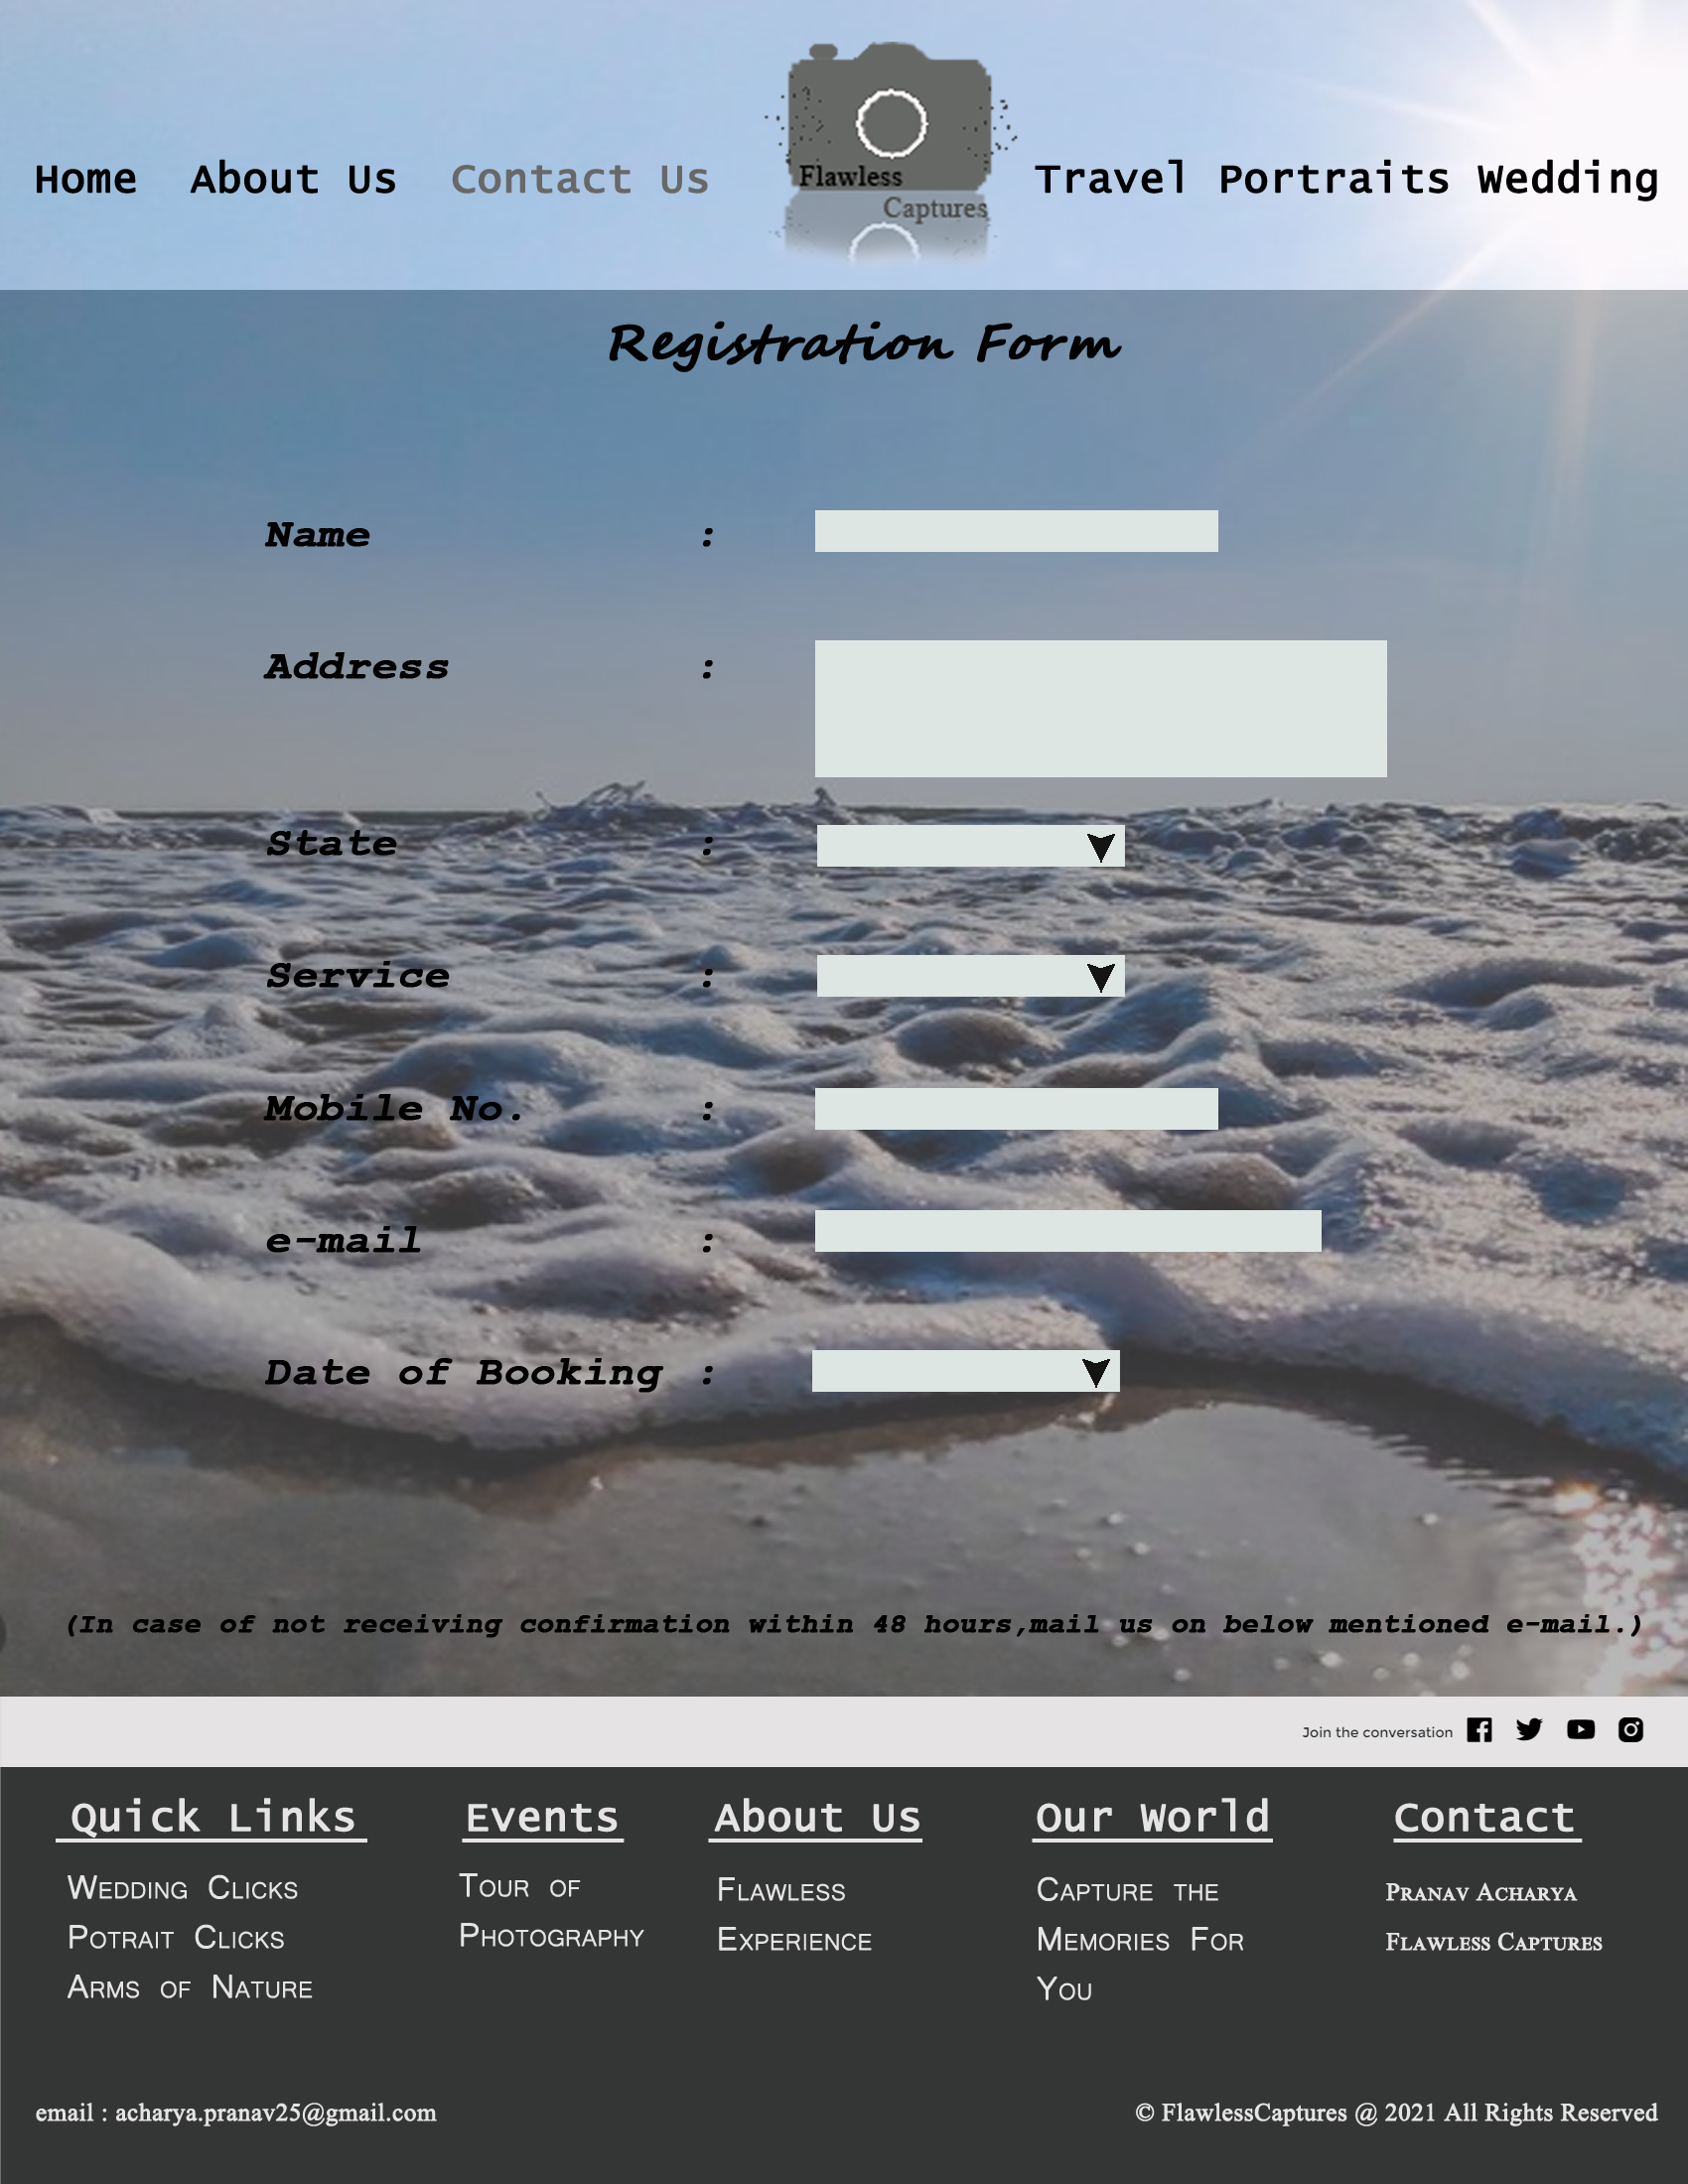 Home About Us Contact Us
Flawless
Captures
Travel Portraits Wedding
Registration Form
Name :
Address :
State :
Service :
Mobile No. :
e-mail :
Date of Booking :
(In case of not receiving confirmation within 48 hours,mail us on below mentioned e-mail.)
Join the conversation
Quick Links
Wedding Clicks
Potrait Clicks
Arms of Nature
Events
Tour of
Photography
About Us
Flawless
Experience
Our World
Capture the
Memories For
You
Contact
Pranav Acharya
Flawless Captures
email : acharya.pranav25@gmail.com
© FlawlessCaptures @ 2021 All Rights Reserved